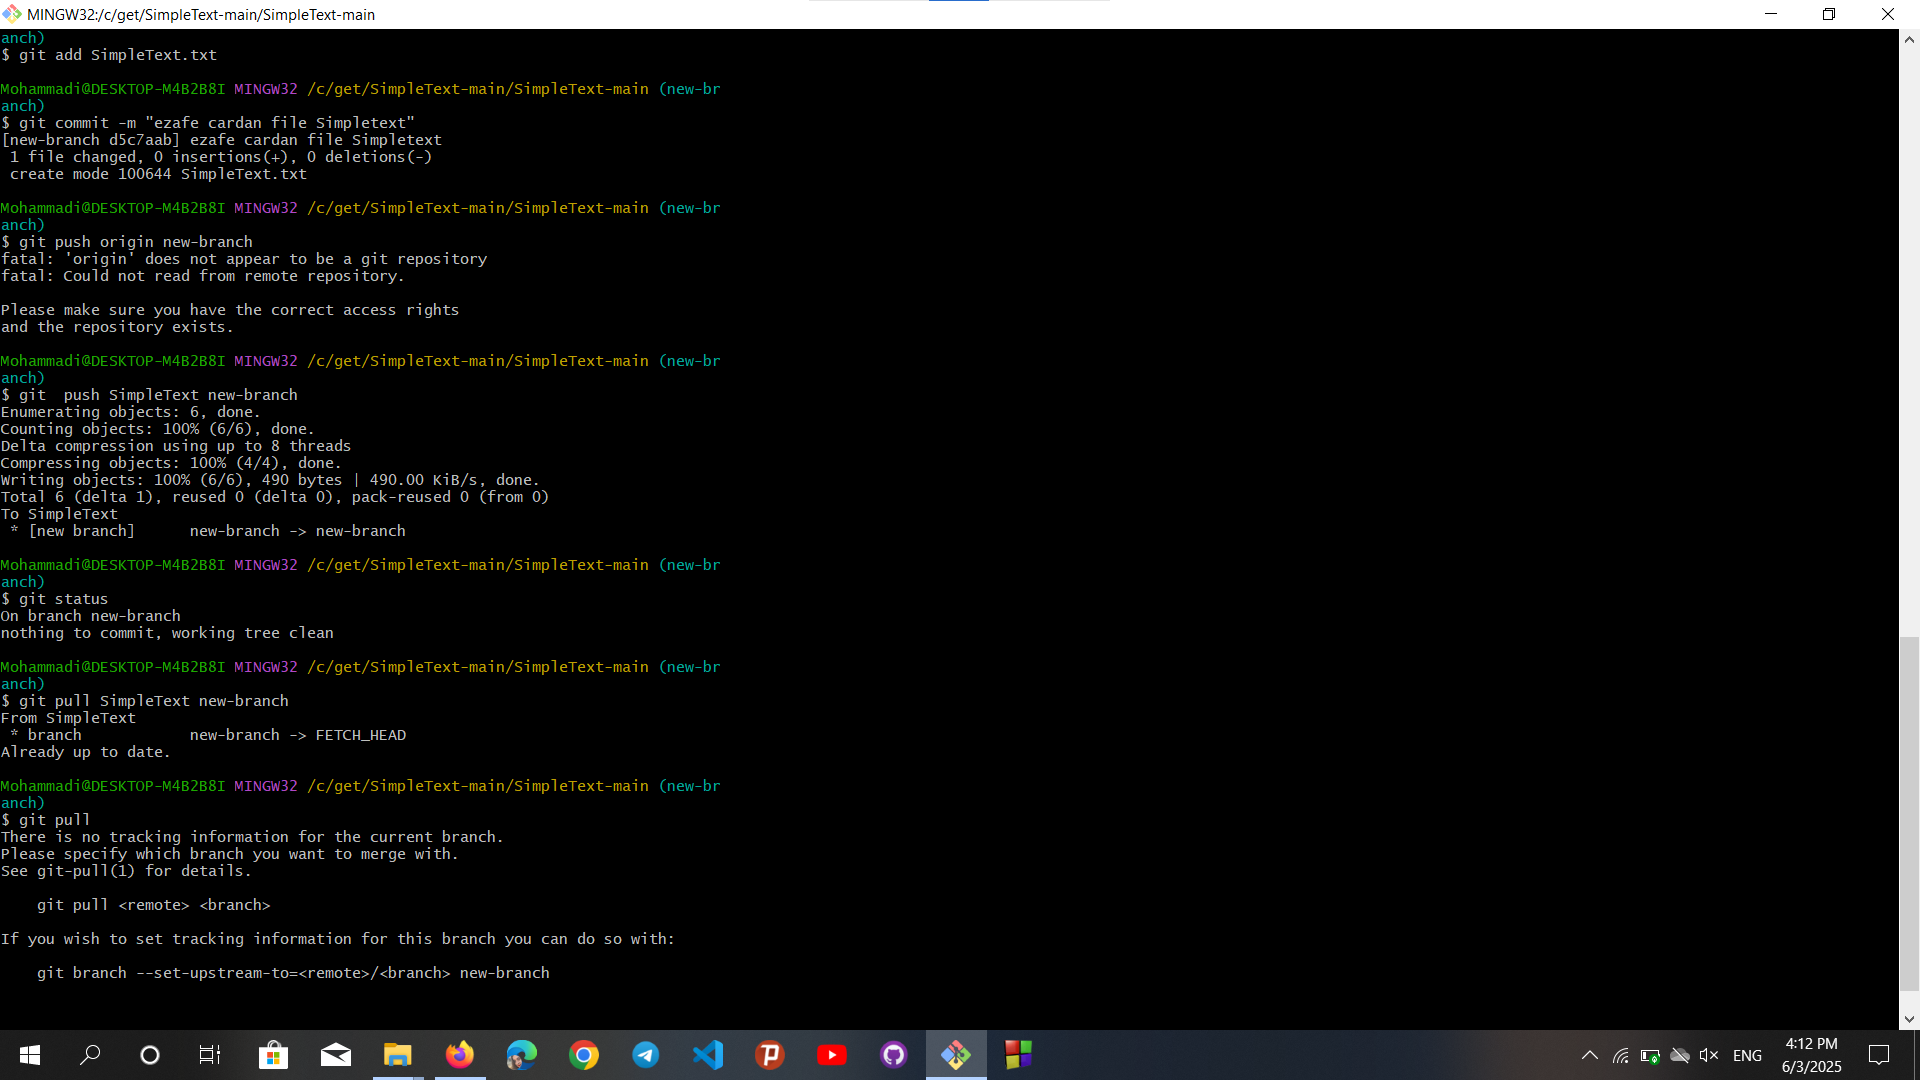 MINGW32:/c/get/SimpleText-main/SimpleText-main
anch)
$ git add SimpleText.txt
Mohammadi@DESKTOP-M4B2B8I MINGW32 /c/get/SimpleText-main/SimpleText-main (new-br
anch)
$ git commit -m "ezafe cardan file Simpletext"
[new-branch d5c7aab] ezafe cardan file Simpletext
 1 file changed, 0 insertions(+), 0 deletions(-)
 create mode 100644 SimpleText.txt
Mohammadi@DESKTOP-M4B2B8I MINGW32 /c/get/SimpleText-main/SimpleText-main (new-br
anch)
$ git push origin new-branch
fatal: 'origin' does not appear to be a git repository
fatal: Could not read from remote repository.
Please make sure you have the correct access rights
and the repository exists.
Mohammadi@DESKTOP-M4B2B8I MINGW32 /c/get/SimpleText-main/SimpleText-main (new-br
anch)
$ git  push SimpleText new-branch
Enumerating objects: 6, done.
Counting objects: 100% (6/6), done.
Delta compression using up to 8 threads
Compressing objects: 100% (4/4), done.
Writing objects: 100% (6/6), 490 bytes | 490.00 KiB/s, done.
Total 6 (delta 1), reused 0 (delta 0), pack-reused 0 (from 0)
To SimpleText
 * [new branch]      new-branch -> new-branch
Mohammadi@DESKTOP-M4B2B8I MINGW32 /c/get/SimpleText-main/SimpleText-main (new-br
anch)
$ git status
On branch new-branch
nothing to commit, working tree clean
Mohammadi@DESKTOP-M4B2B8I MINGW32 /c/get/SimpleText-main/SimpleText-main (new-br
anch)
$ git pull SimpleText new-branch
From SimpleText
 * branch            new-branch -> FETCH_HEAD
Already up to date.
Mohammadi@DESKTOP-M4B2B8I MINGW32 /c/get/SimpleText-main/SimpleText-main (new-br
anch)
$ git pull
There is no tracking information for the current branch.
Please specify which branch you want to merge with.
See git-pull(1) for details.
    git pull <remote> <branch>
If you wish to set tracking information for this branch you can do so with:
    git branch --set-upstream-to=<remote>/<branch> new-branch
ENG
4:12 PM
6/3/2025